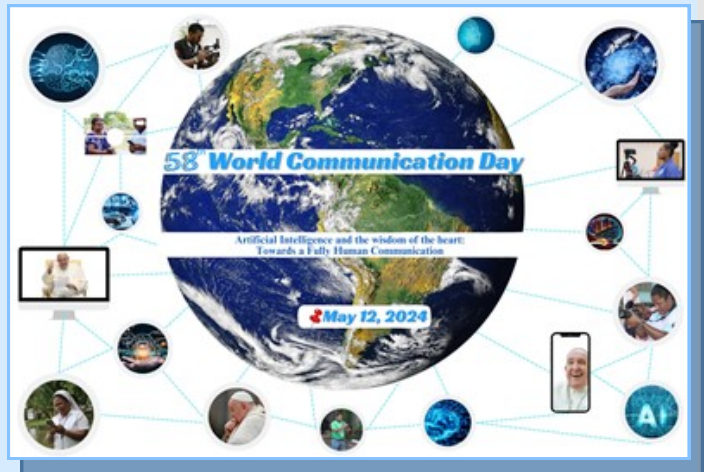 58th World Communication Day
Artificial Intelligence and the wisdom of the heart:
Towards a Fully Human Communication
May 12, 2024
AI